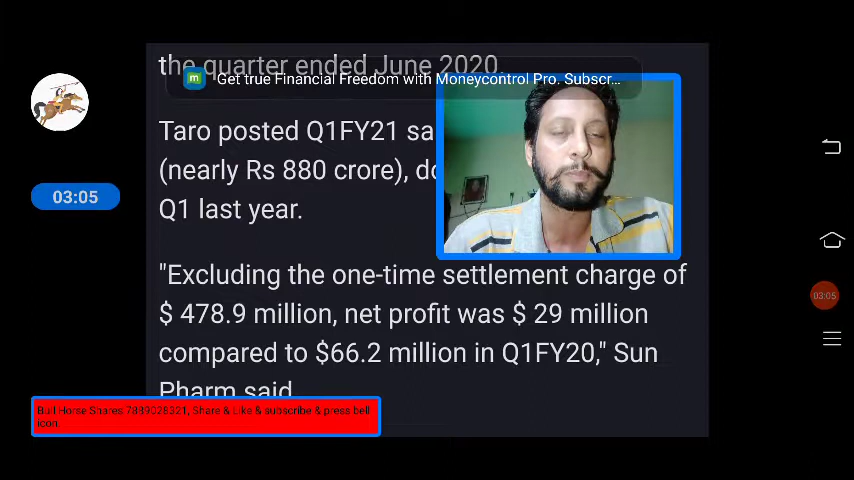 the quarter ended June 2020.
Get true Financial Freedom with Moneycontrol Pro. Subscr...
Taro posted Q1FY21 sa
(nearly Rs 880 crore), do
Q1 last year.
03:05
"Excluding the one-time settlement charge of
$ 478.9 million, net profit was $ 29 million
compared to $66.2 million in Q1FY20," Sun
Pharm said
03:05
Bull Horse Shares 7889028321, Share & Like & subscribe & press bell
icon